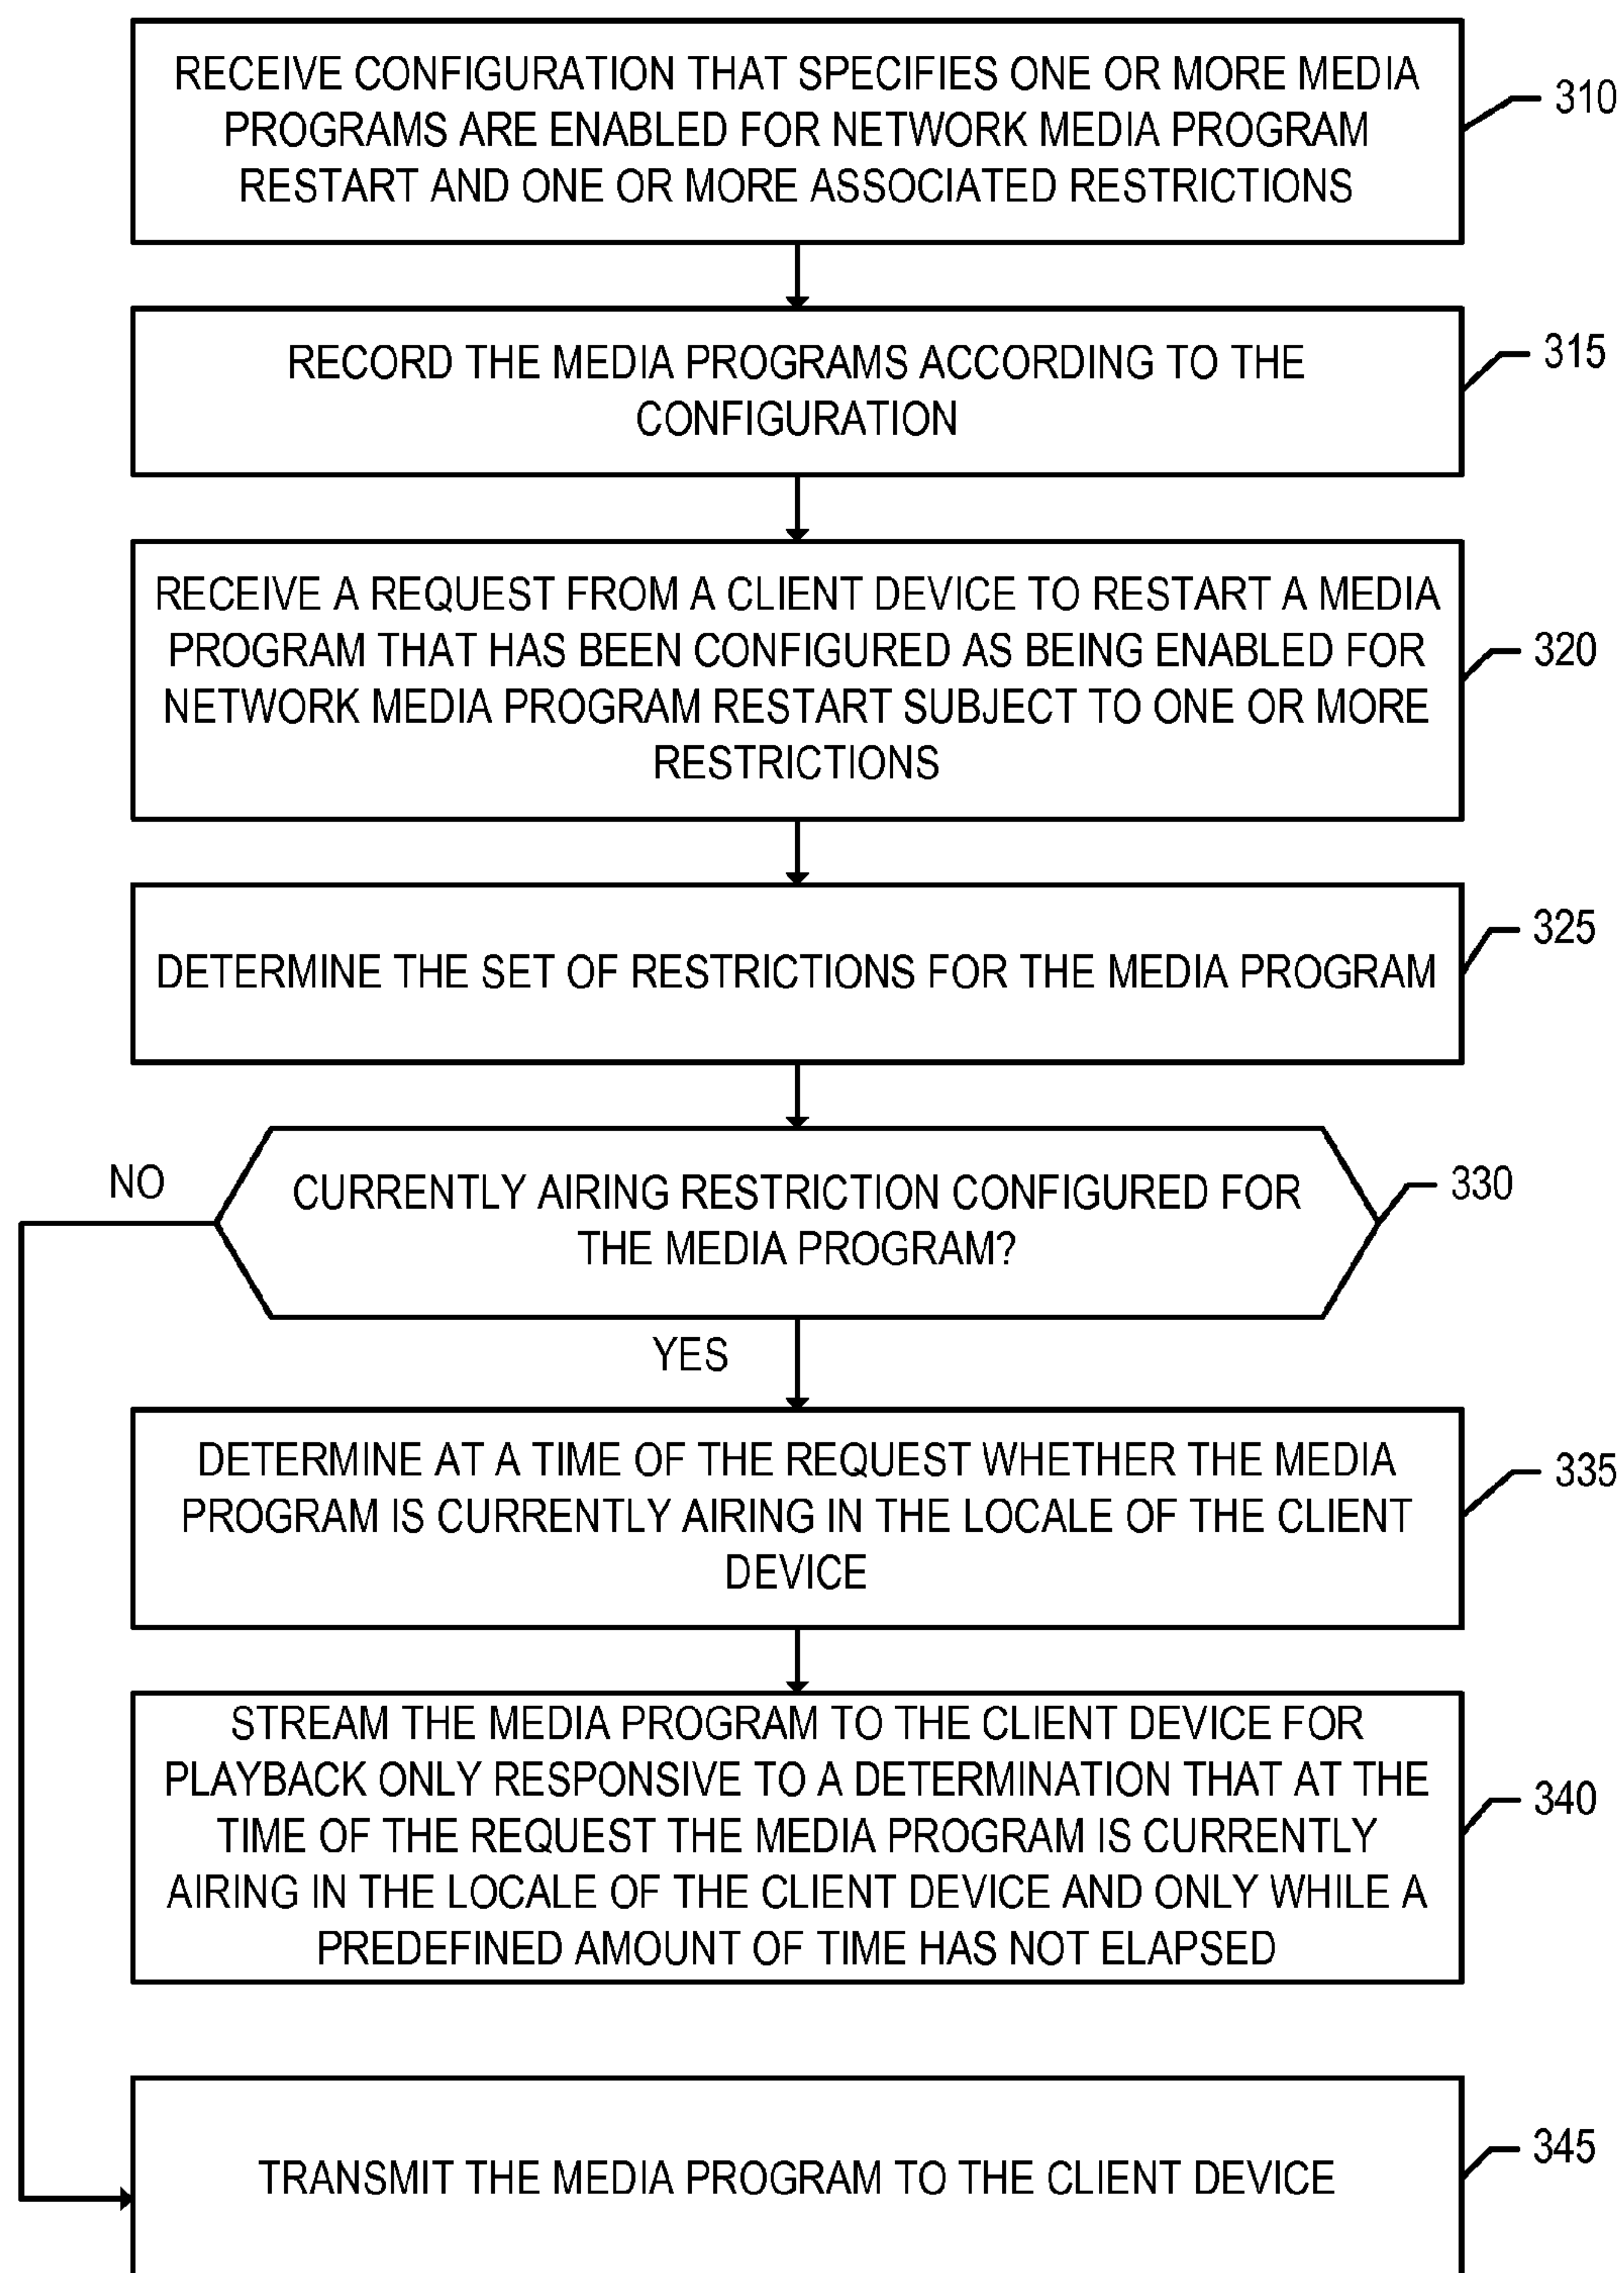 RECEIVE CONFIGURATION THAT SPECIFIES ONE OR MORE MEDIA
PROGRAMS ARE ENABLED FOR NETWORK MEDIA PROGRAM
RESTART AND ONE OR MORE ASSOCIATED RESTRICTIONS
310
RECORD THE MEDIA PROGRAMS ACCORDING TO THE
CONFIGURATION
315
RECEIVE A REQUEST FROM A CLIENT DEVICE TO RESTART A MEDIA
PROGRAM THAT HAS BEEN CONFIGURED AS BEING ENABLED FOR
NETWORK MEDIA PROGRAM RESTART SUBJECT TO ONE OR MORE
RESTRICTIONS
320
DETERMINE THE SET OF RESTRICTIONS FOR THE MEDIA PROGRAM
325
NO
CURRENTLY AIRING RESTRICTION CONFIGURED FOR
THE MEDIA PROGRAM?
330
YES
DETERMINE AT A TIME OF THE REQUEST WHETHER THE MEDIA
PROGRAM IS CURRENTLY AIRING IN THE LOCALE OF THE CLIENT
DEVICE
335
STREAM THE MEDIA PROGRAM TO THE CLIENT DEVICE FOR
PLAYBACK ONLY RESPONSIVE TO A DETERMINATION THAT AT THE
TIME OF THE REQUEST THE MEDIA PROGRAM IS CURRENTLY
AIRING IN THE LOCALE OF THE CLIENT DEVICE AND ONLY WHILE A
PREDEFINED AMOUNT OF TIME HAS NOT ELAPSED
340
TRANSMIT THE MEDIA PROGRAM TO THE CLIENT DEVICE
345